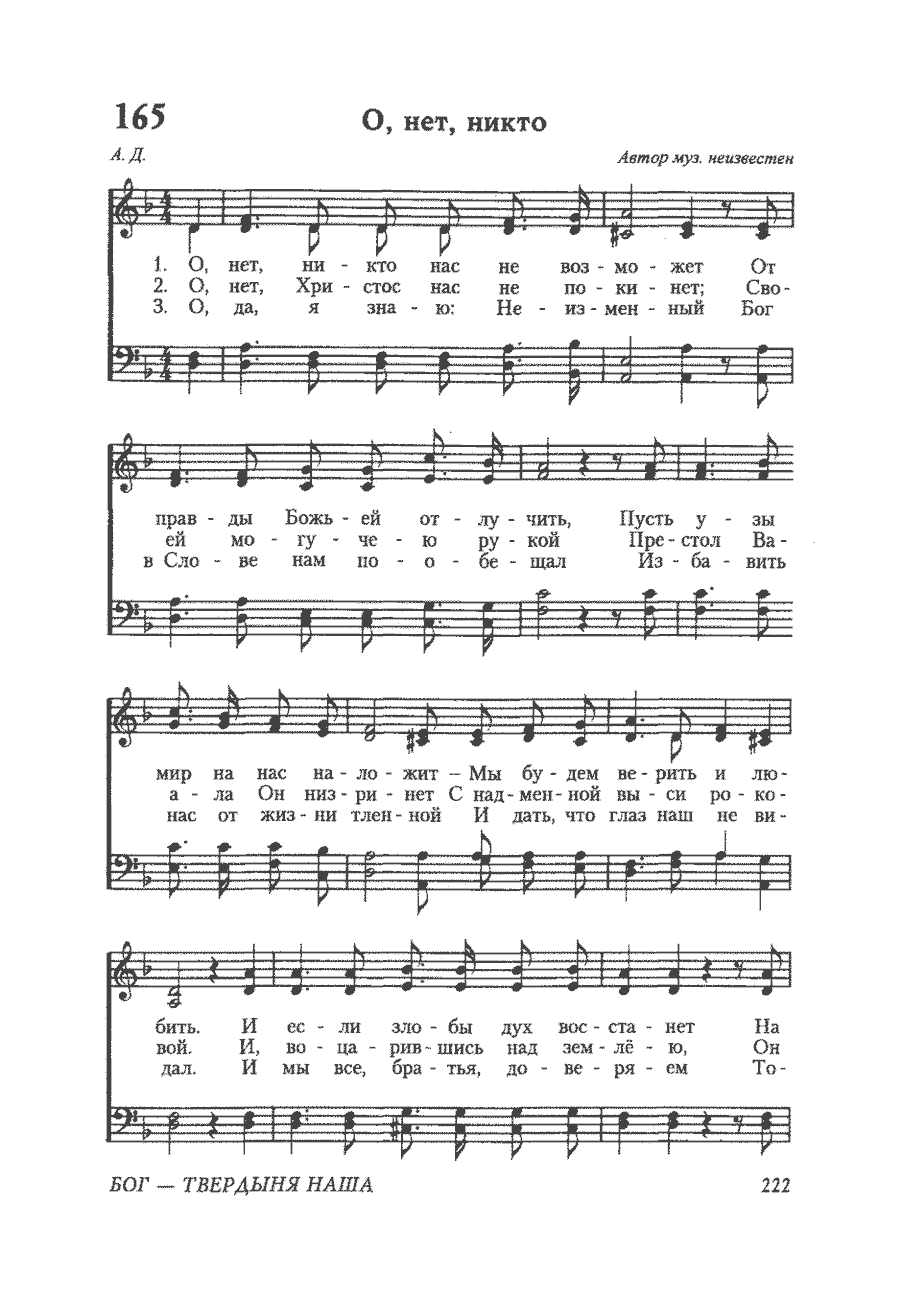 165
О, нет, никто
А. Д.
Автор муз. неизвестен
1. О, нет, ни - кто нас не воз - мо - жет От
2. О, нет, Хри - стос нас не по - ки - нет; Сво -
3. О, да, я зна - ю: Не - из - мен - ный Бог
прав - ды Божь - ей от - лу - чить, Пусть у - зы
ей мо - гу - че - ю ру - кой Пре - стол Ва -
в Сло - ве нам по - о - бе - щал Из - ба - вить
мир на нас на - ло - жит – Мы бу - дем ве - рить и лю -
а - ла Он низ - ри - нет С над - мен - ной вы - си ро - ко -
нас от жиз - ни тлен - ной И дать, что глаз наш не ви -
бить. И ес - ли зло - бы дух вос - ста - нет На
вой. И, во - ца - рив - шись над зем - лё - ю, Он
дал. И мы все, бра - тья, до - ве - ря - ем То -
БОГ — ТВЕРДЫНЯ НАША 222